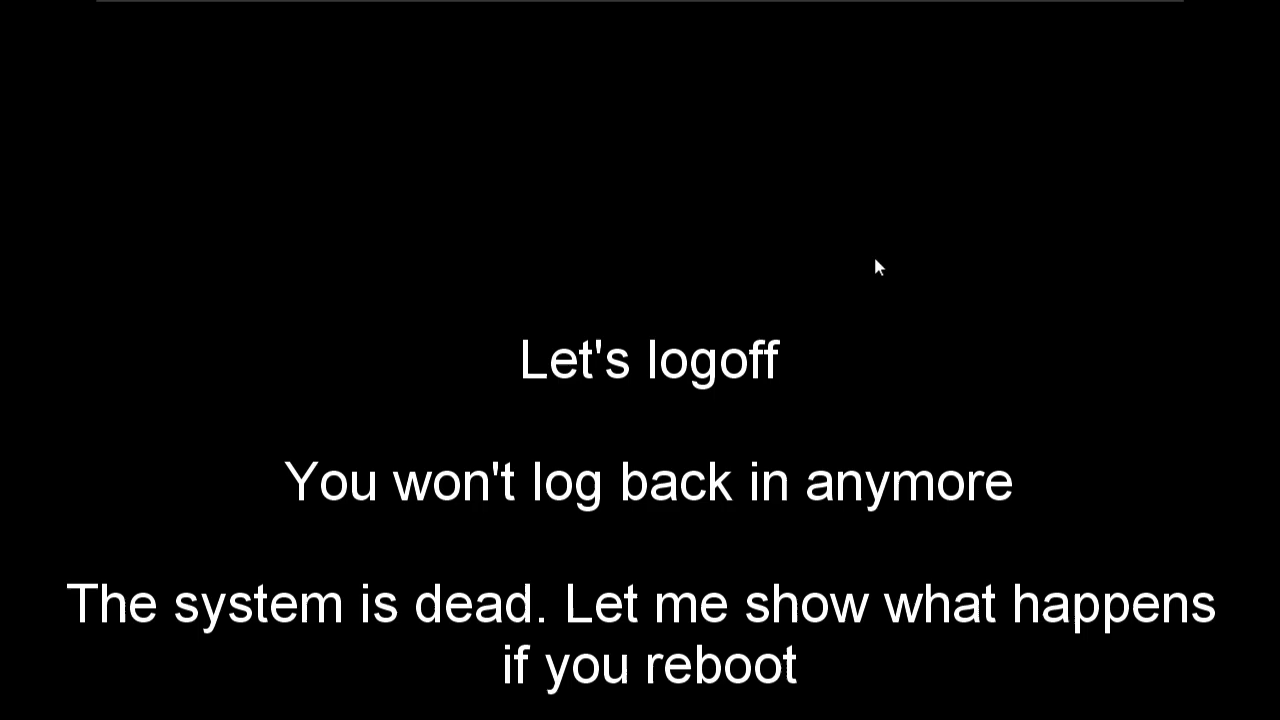 Let's logoff
You won't log back in anymore
The system is dead. Let me show what happens
if you reboot